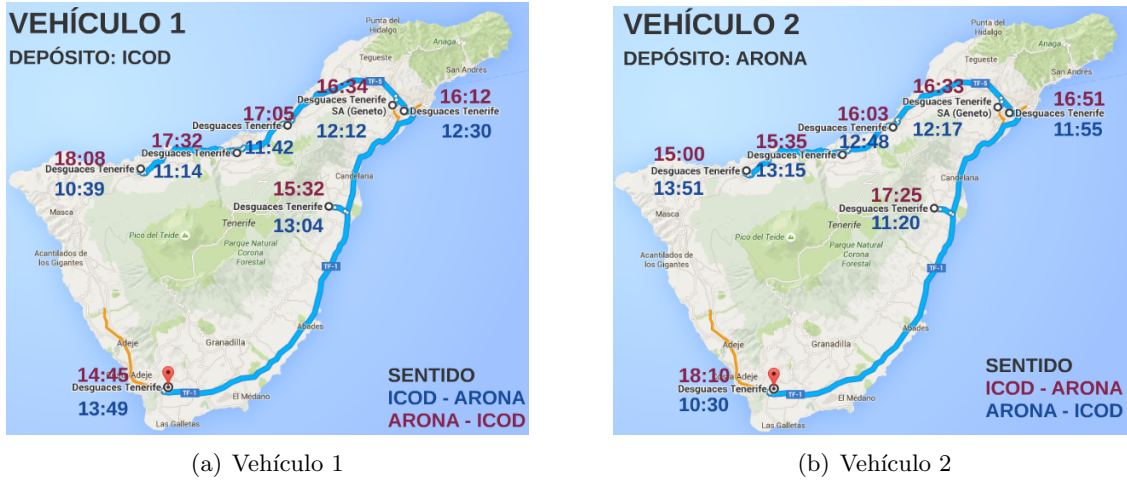 VEHÍCULO 1
DEPÓSITO: ICOD
Punta del
Hidalgo
Anaga
Tegueste
San Andrés
TF-5
16:34
Desguaces Tenerife
SA (Geneto)
12:12
16:12
Desguaces Tenerife
12:30
17:05
Desguaces Tenerife
11:42
17:32
Desguaces Tenerife
11:14
18:08
Desguaces Tenerife
10:39
Candelaria
15:32
Desguaces Tenerife
13:04
Masca
Tenerife
Pico del Teide
Parque Natural
Corona
Forestal
Acantilados de
los Gigantes
TF-1
Abades
Granadilla
Adeje
Adeje
14:45
Desguaces Tenerife
13:49
TF-1
El Médano
Las Galletas
SENTIDO
ICOD - ARONA
ARONA - ICOD
(a) Vehículo 1
VEHÍCULO 2
DEPÓSITO: ARONA
Punta del
Hidalgo
Anaga
Tegueste
San Andrés
TF-5
16:33
Desguaces Tenerife
SA (Geneto)
12:17
16:51
Desguaces Tenerife
11:55
16:03
Desguaces Tenerife
12:48
15:35
Desguaces Tenerife
13:15
15:00
Desguaces Tenerife
13:51
Candelaria
17:25
Desguaces Tenerife
11:20
Masca
Tenerife
Pico del Teide
Parque Natural
Corona
Forestal
Acantilados de
los Gigantes
TF-1
Abades
Granadilla
Adeje
Adeje
18:10
Desguaces Tenerife
10:30
TF-1
El Médano
Las Galletas
SENTIDO
ICOD - ARONA
ARONA - ICOD
(b) Vehículo 2